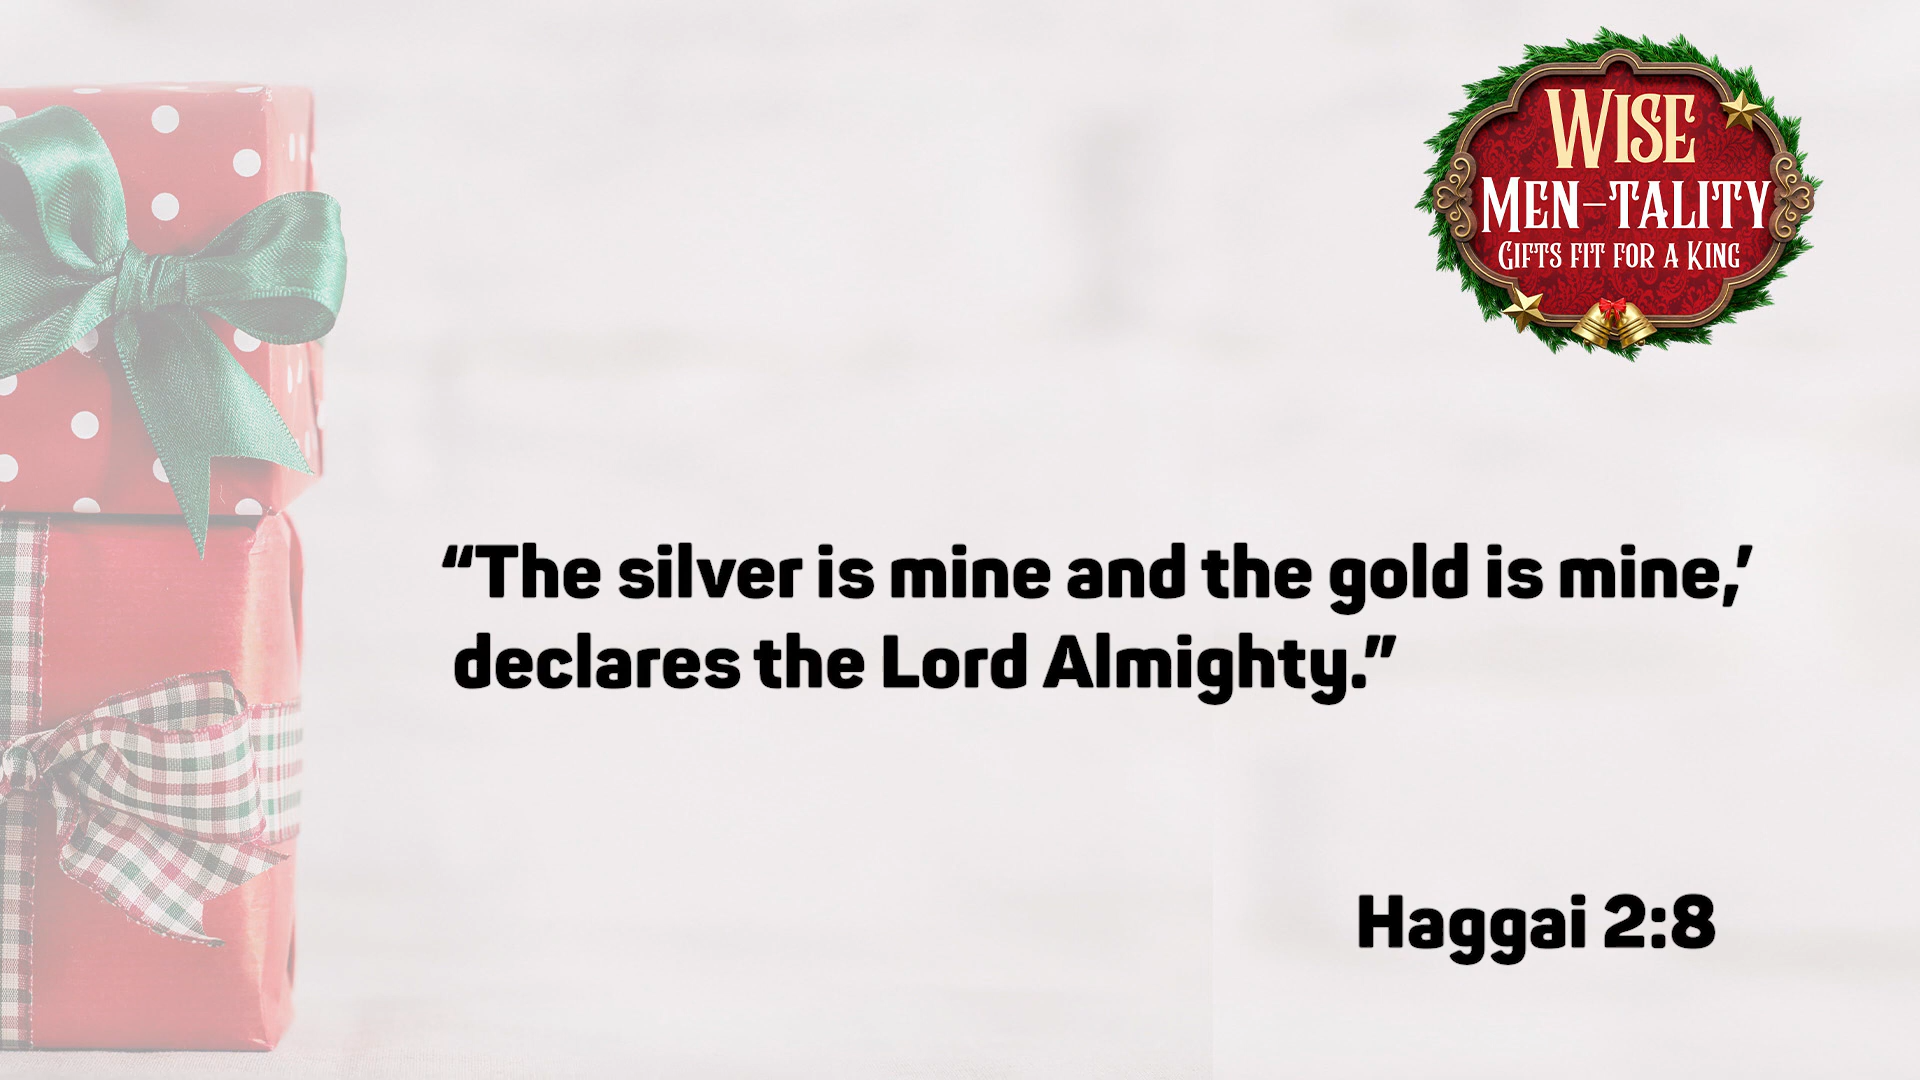 WISE
MEN-TALITY
GIFTS FIT FOR A KING
“The silver is mine and the gold is mine,’
declares the Lord Almighty.”
Haggai 2:8